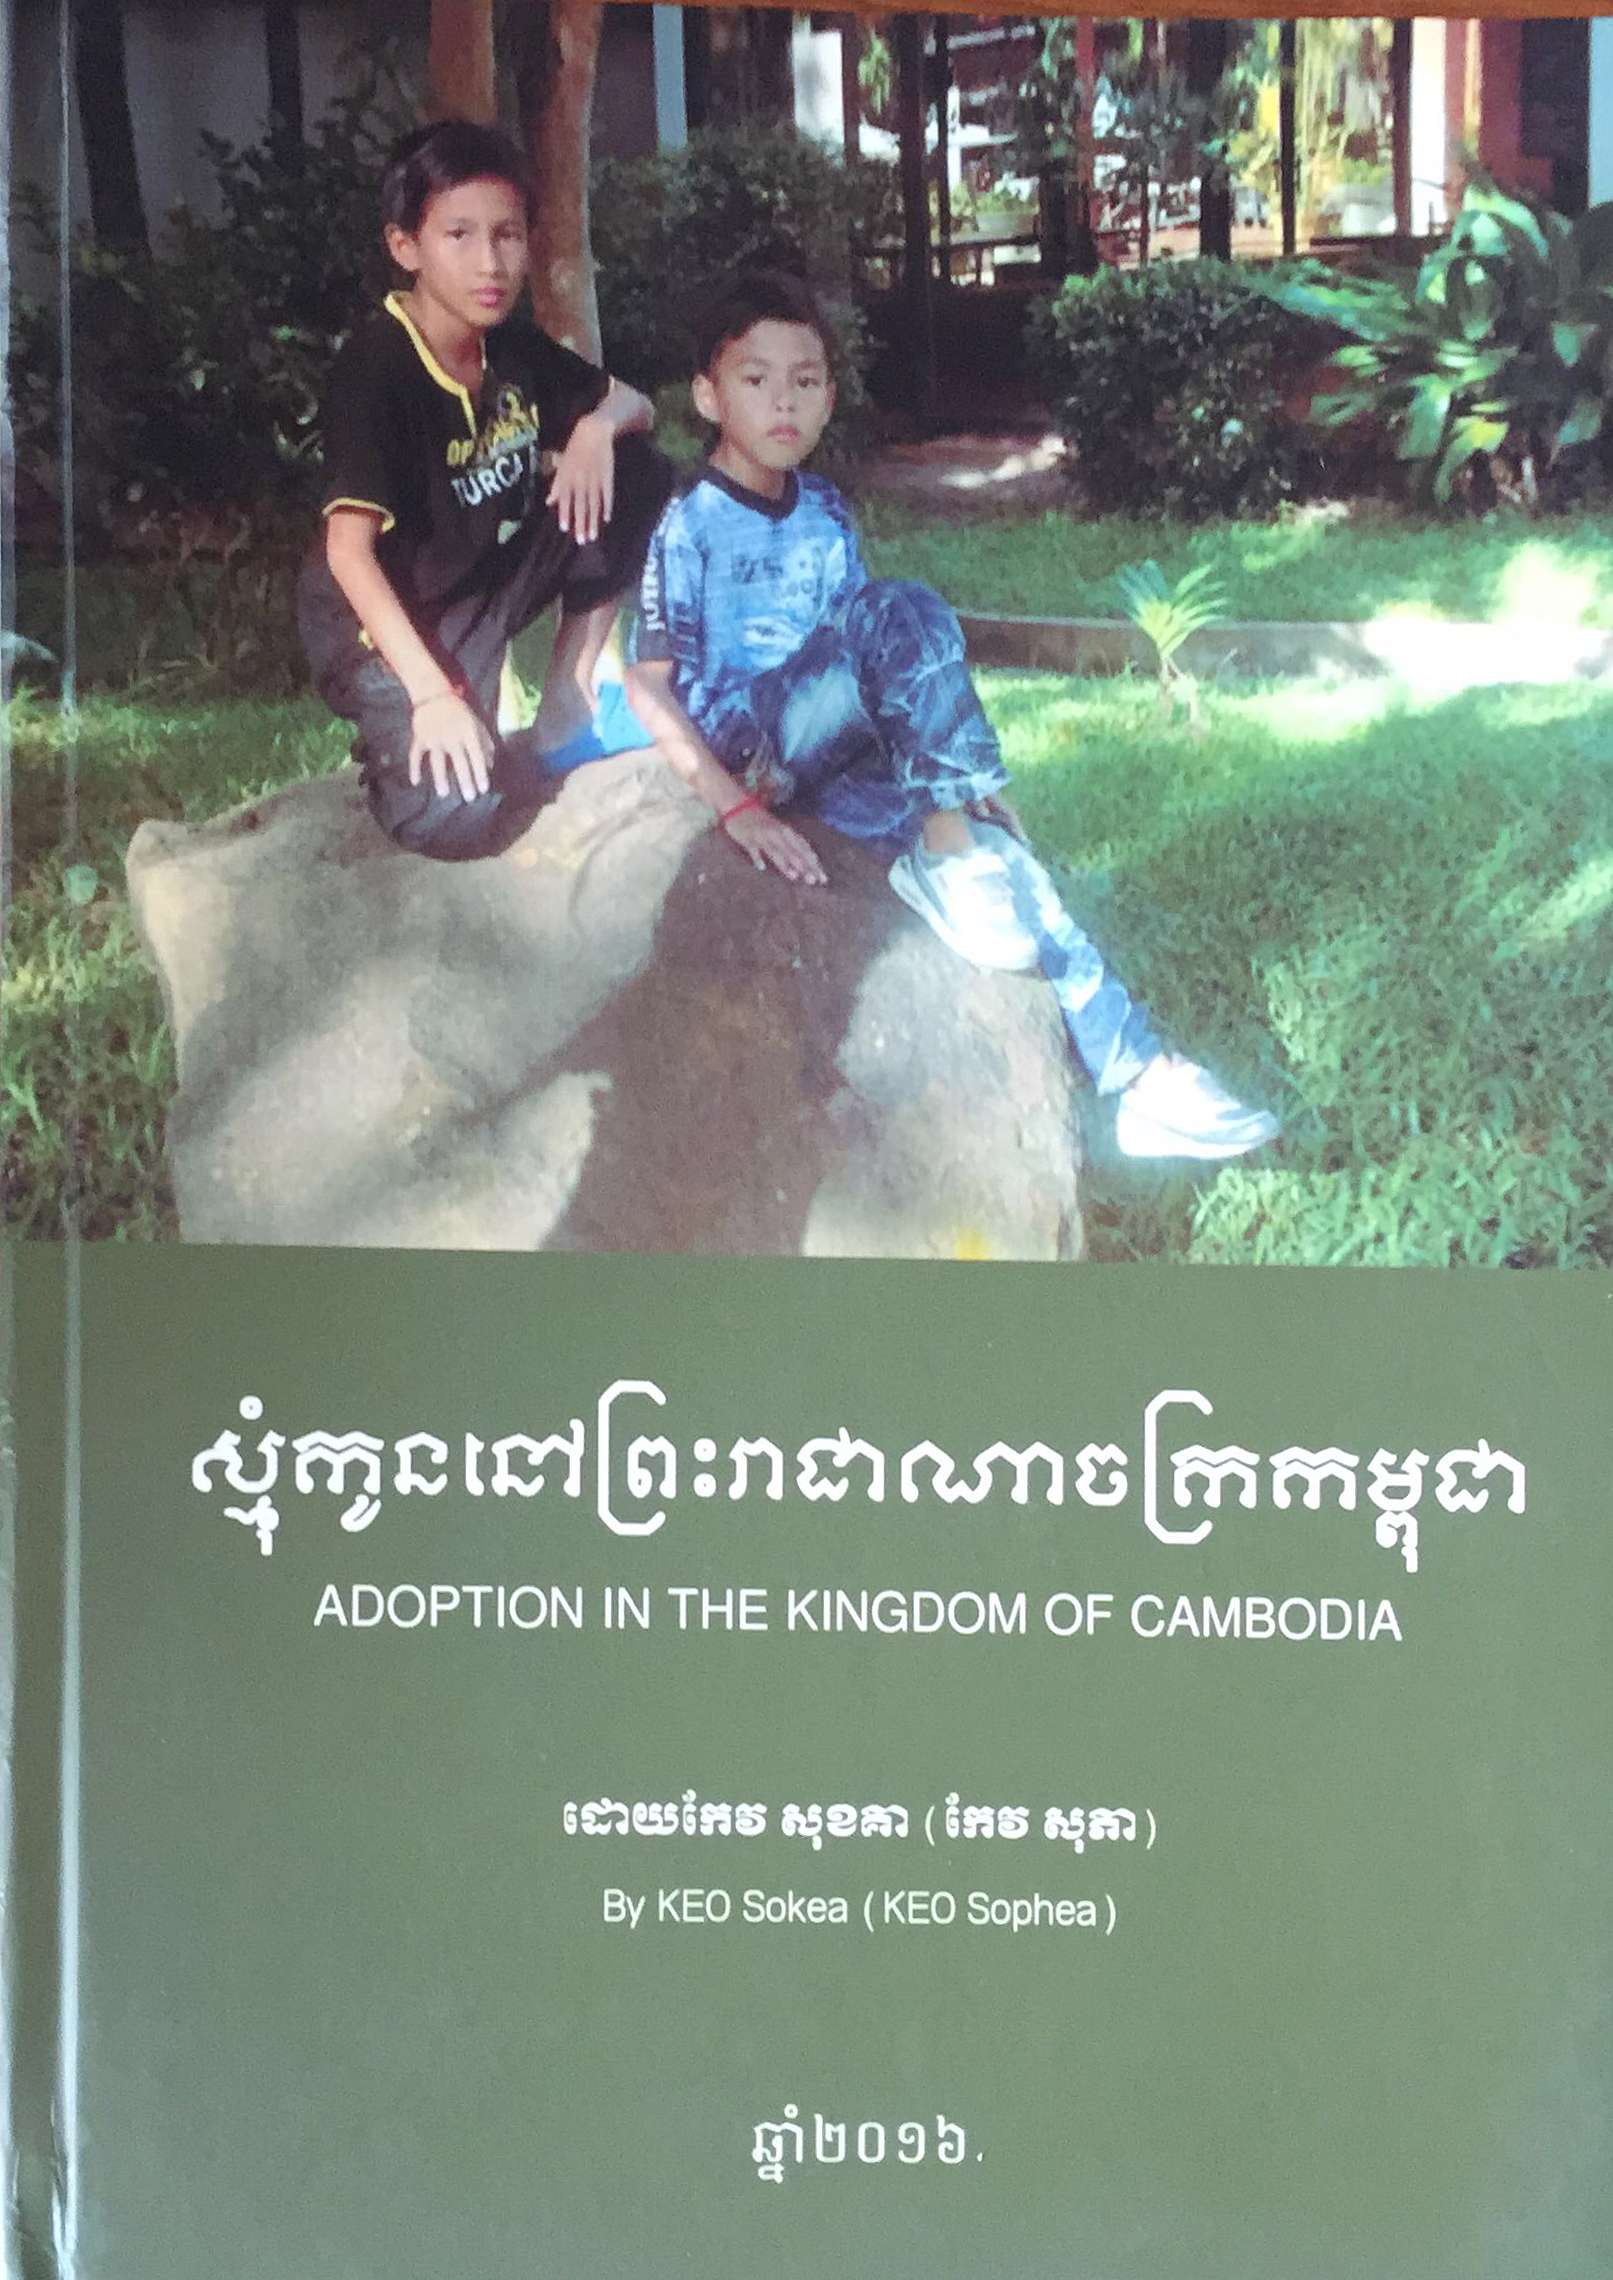 ស្មុំកូននៅព្រះរាជាណាចក្រកម្ពុជា
ADOPTION IN THE KINGDOM OF CAMBODIA
ដោយកែវ សុខគា (កែវ សុភា)
By KEO Sokea (KEO Sophea)
ឆ្នាំ២០១៦.